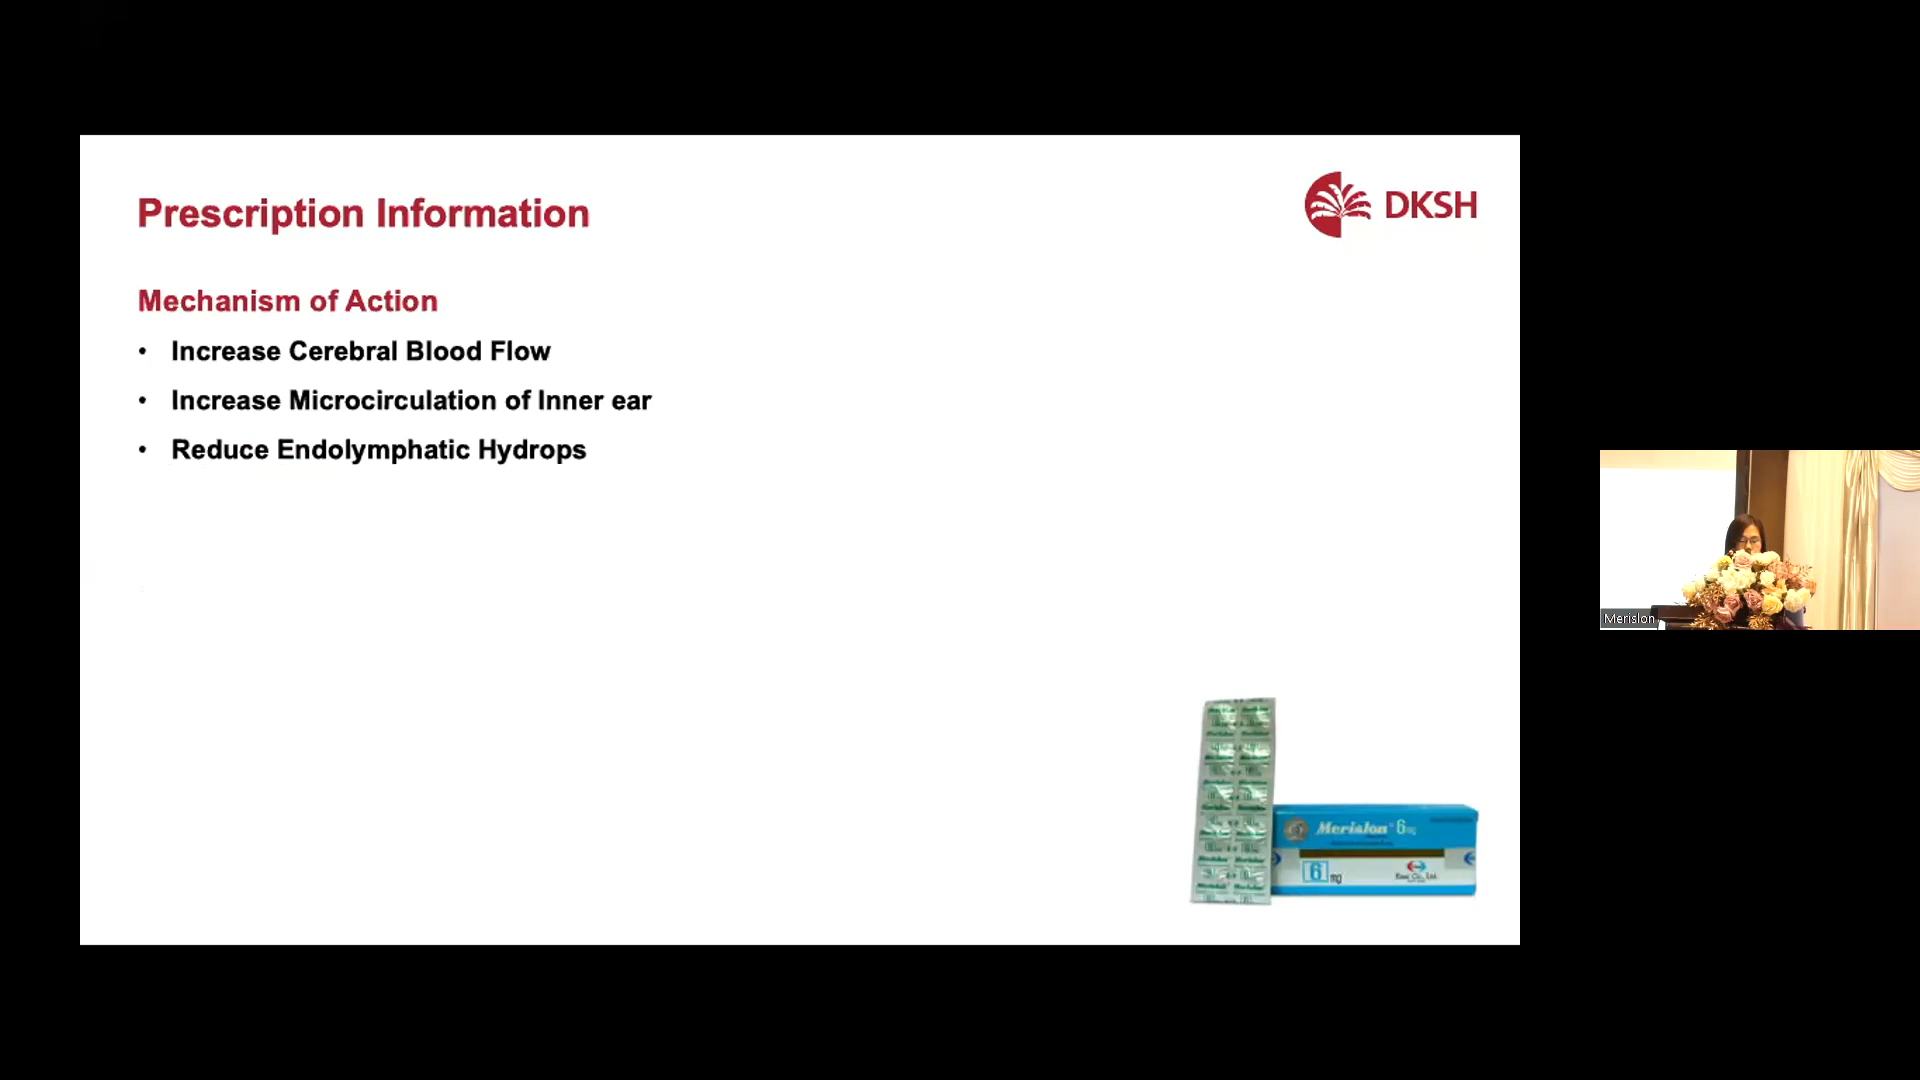 Prescription Information
DKSH
Mechanism of Action
• Increase Cerebral Blood Flow
• Increase Microcirculation of Inner ear
• Reduce Endolymphatic Hydrops
Merislon
Merislon® 6mg
6 mg